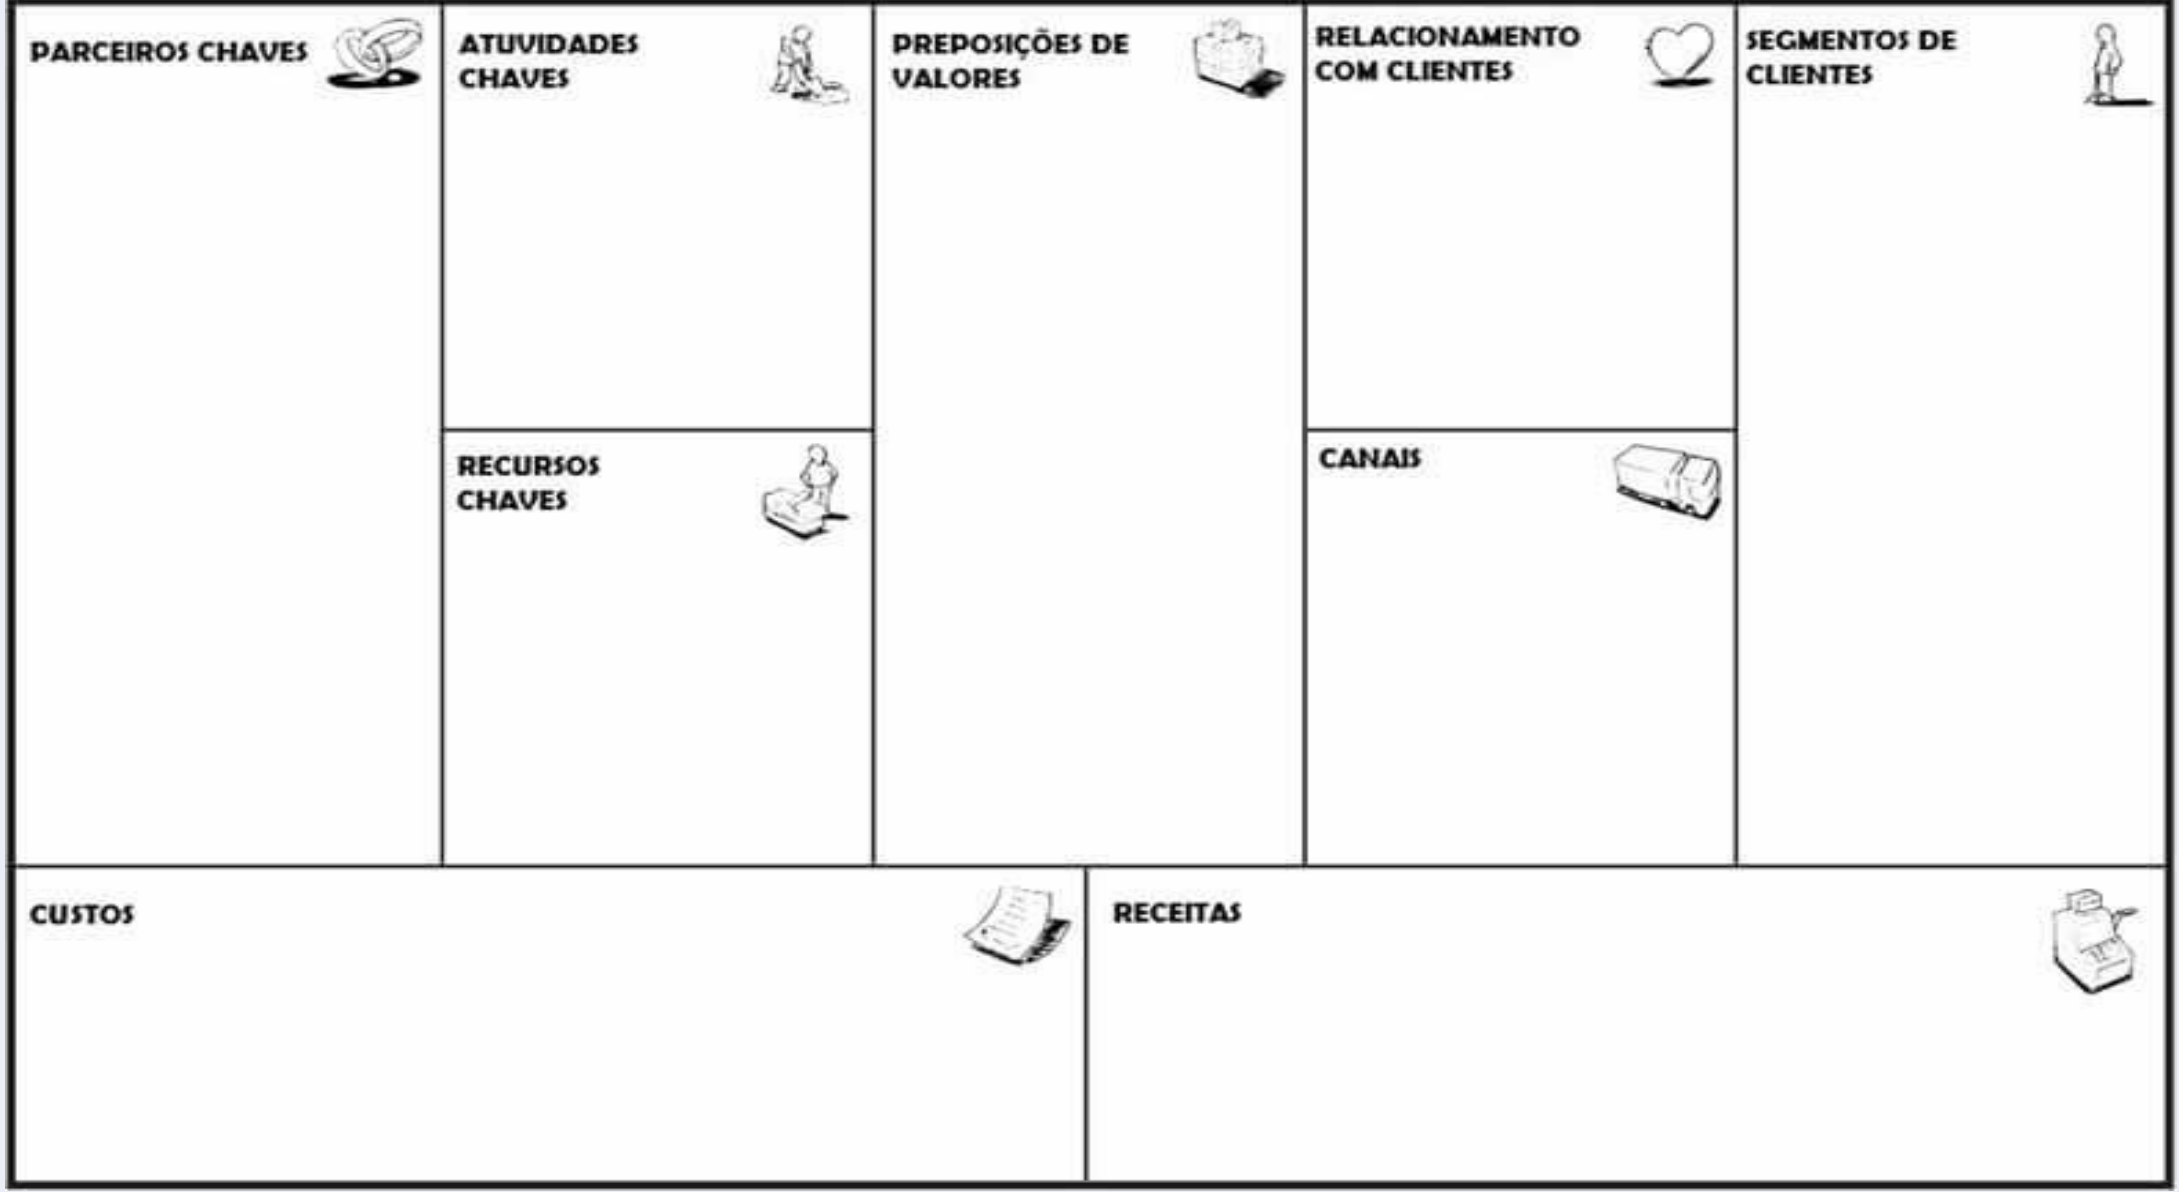 PARCEIROS CHAVES
ATUVIDADES
CHAVES
PREPOSIÇÕES DE
VALORES
RELACIONAMENTO
COM CLIENTES
SEGMENTOS DE
CLIENTES
RECURSOS
CHAVES
CANAIS
CUSTOS
RECEITAS